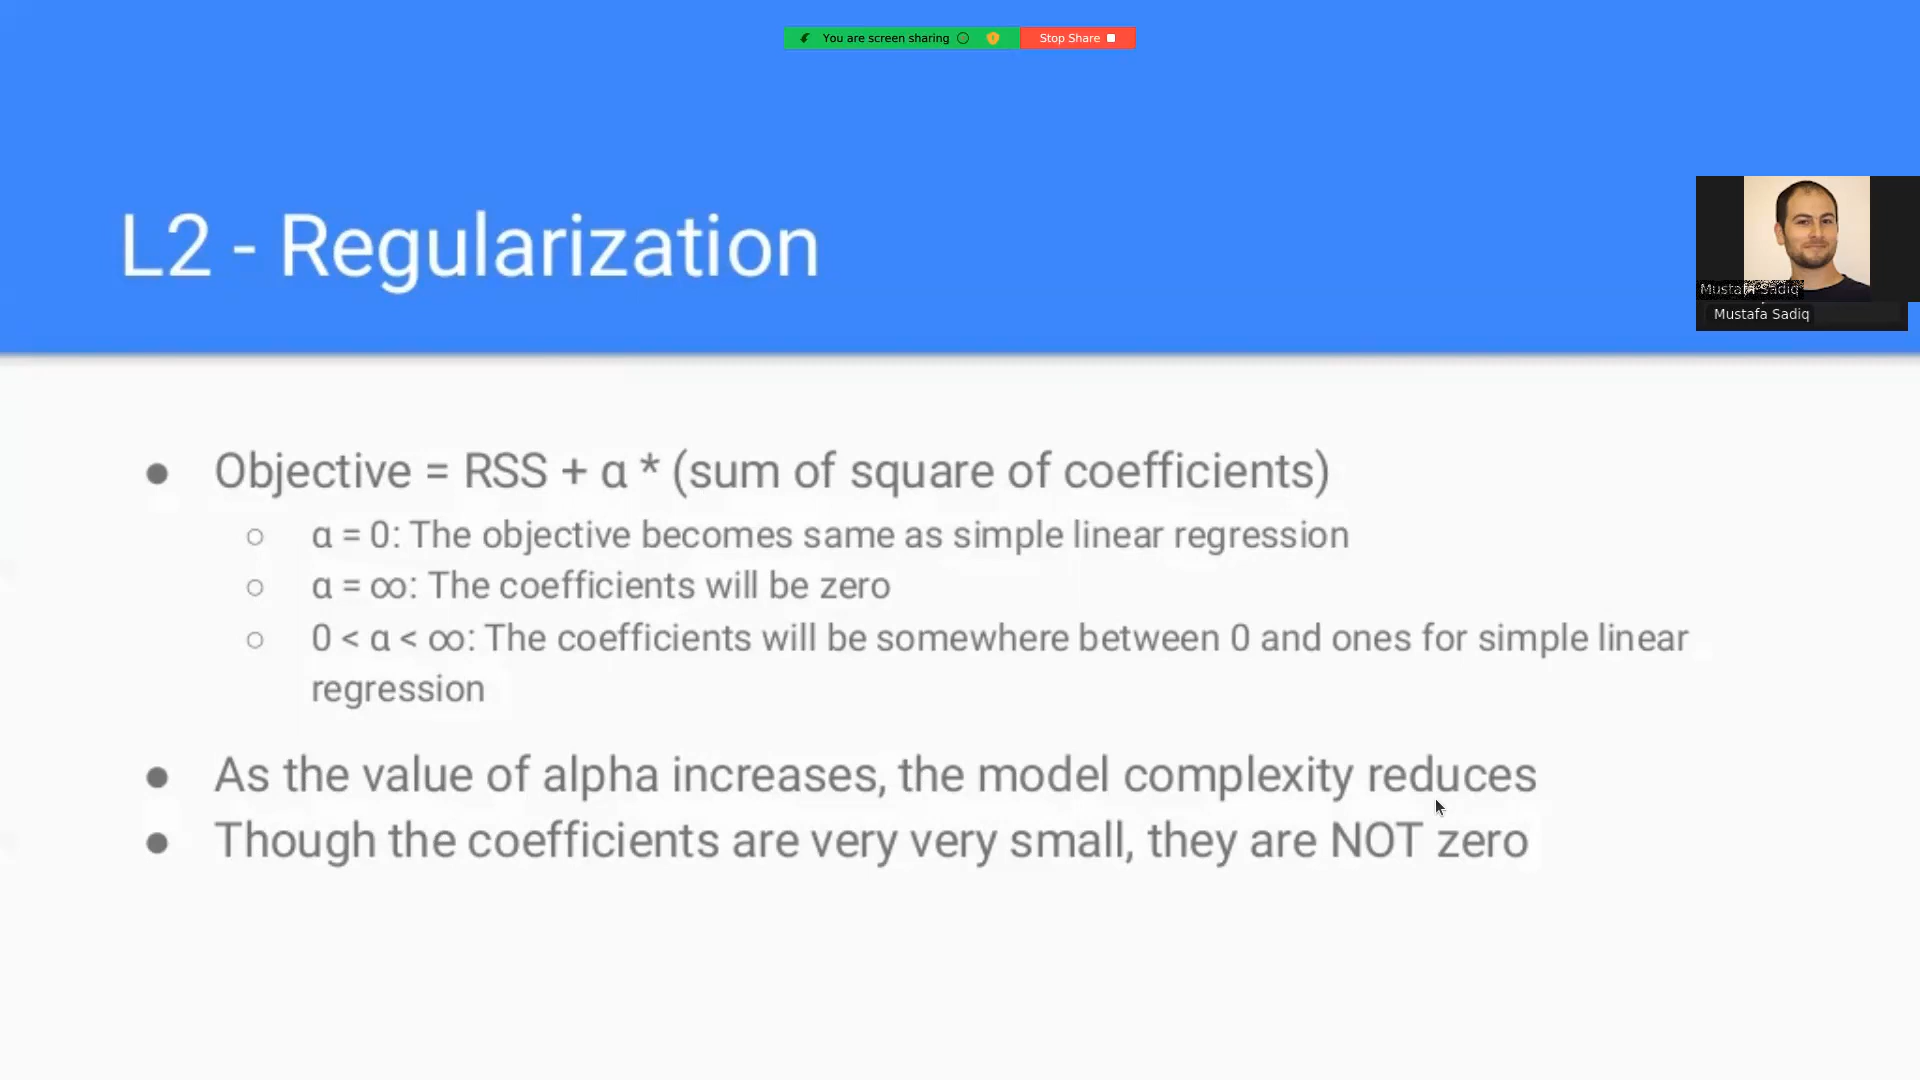 You are screen sharing
Stop Share
L2 - Regularization
Mustafa Sadiq
Mustafa Sadiq
● Objective = RSS + α * (sum of square of coefficients)
○ α = 0: The objective becomes same as simple linear regression
○ α = ∞: The coefficients will be zero
○ 0 < α < ∞: The coefficients will be somewhere between 0 and ones for simple linear
regression
● As the value of alpha increases, the model complexity reduces
● Though the coefficients are very very small, they are NOT zero